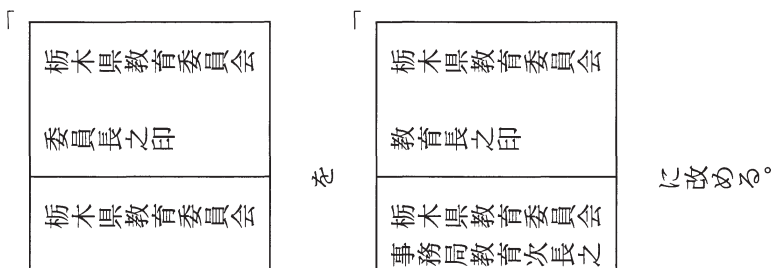 「
栃木県教育委員会
委員長之印
栃木県教育委員会
を
「
栃木県教育委員会
教育長之印
栃木県教育委員会
事務局教育次長之
に改める。